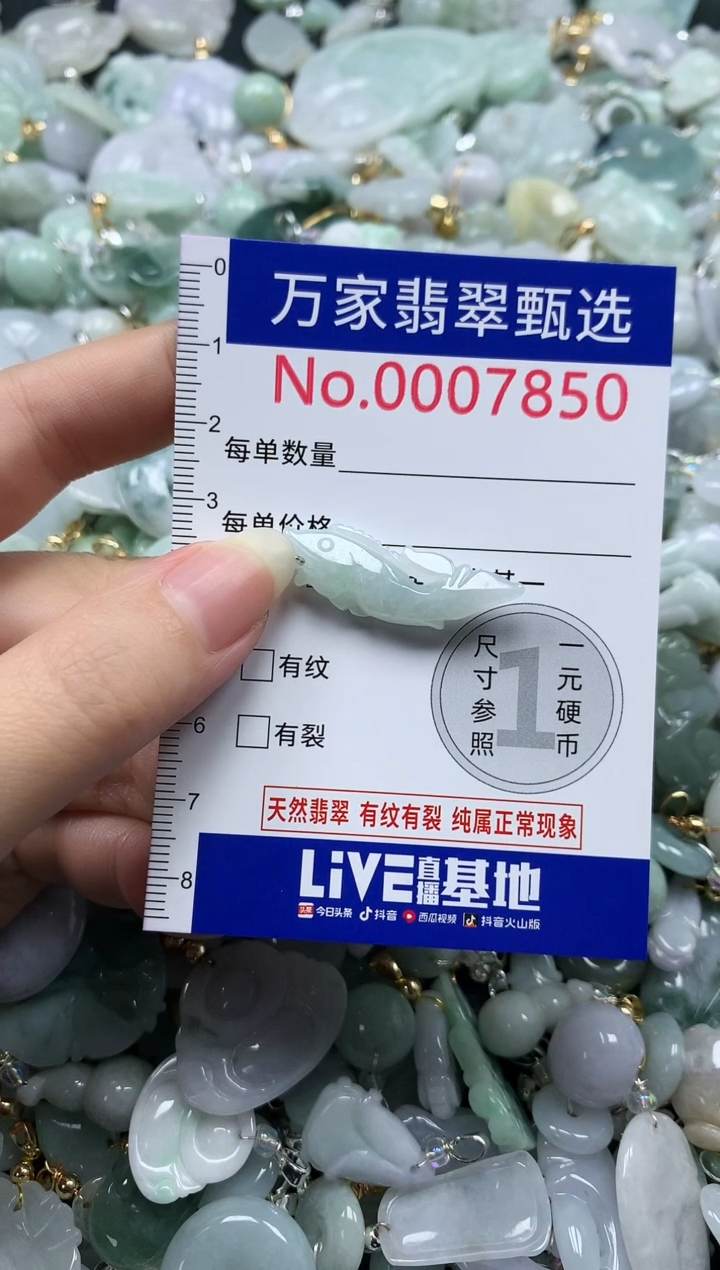 0
万家翡翠甄选
1
No.0007850
2
每单数量
3
每单价格
有纹
6
有裂
尺寸参照
1
一元硬币
7
天然翡翠 有纹有裂 纯属正常现象
8
LiVE直播基地
头条 今日头条 抖音 西瓜视频 抖音火山版